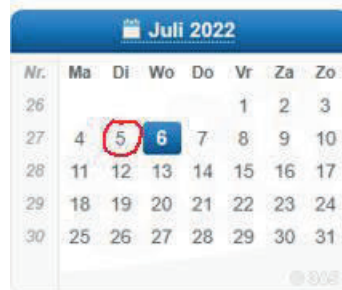 Juli 2022
Nr. Ma Di Wo Do Vr Za Zo
26 1 2 3
27 4 5 6 7 8 9 10
28 11 12 13 14 15 16 17
29 18 19 20 21 22 23 24
30 25 26 27 28 29 30 31
365